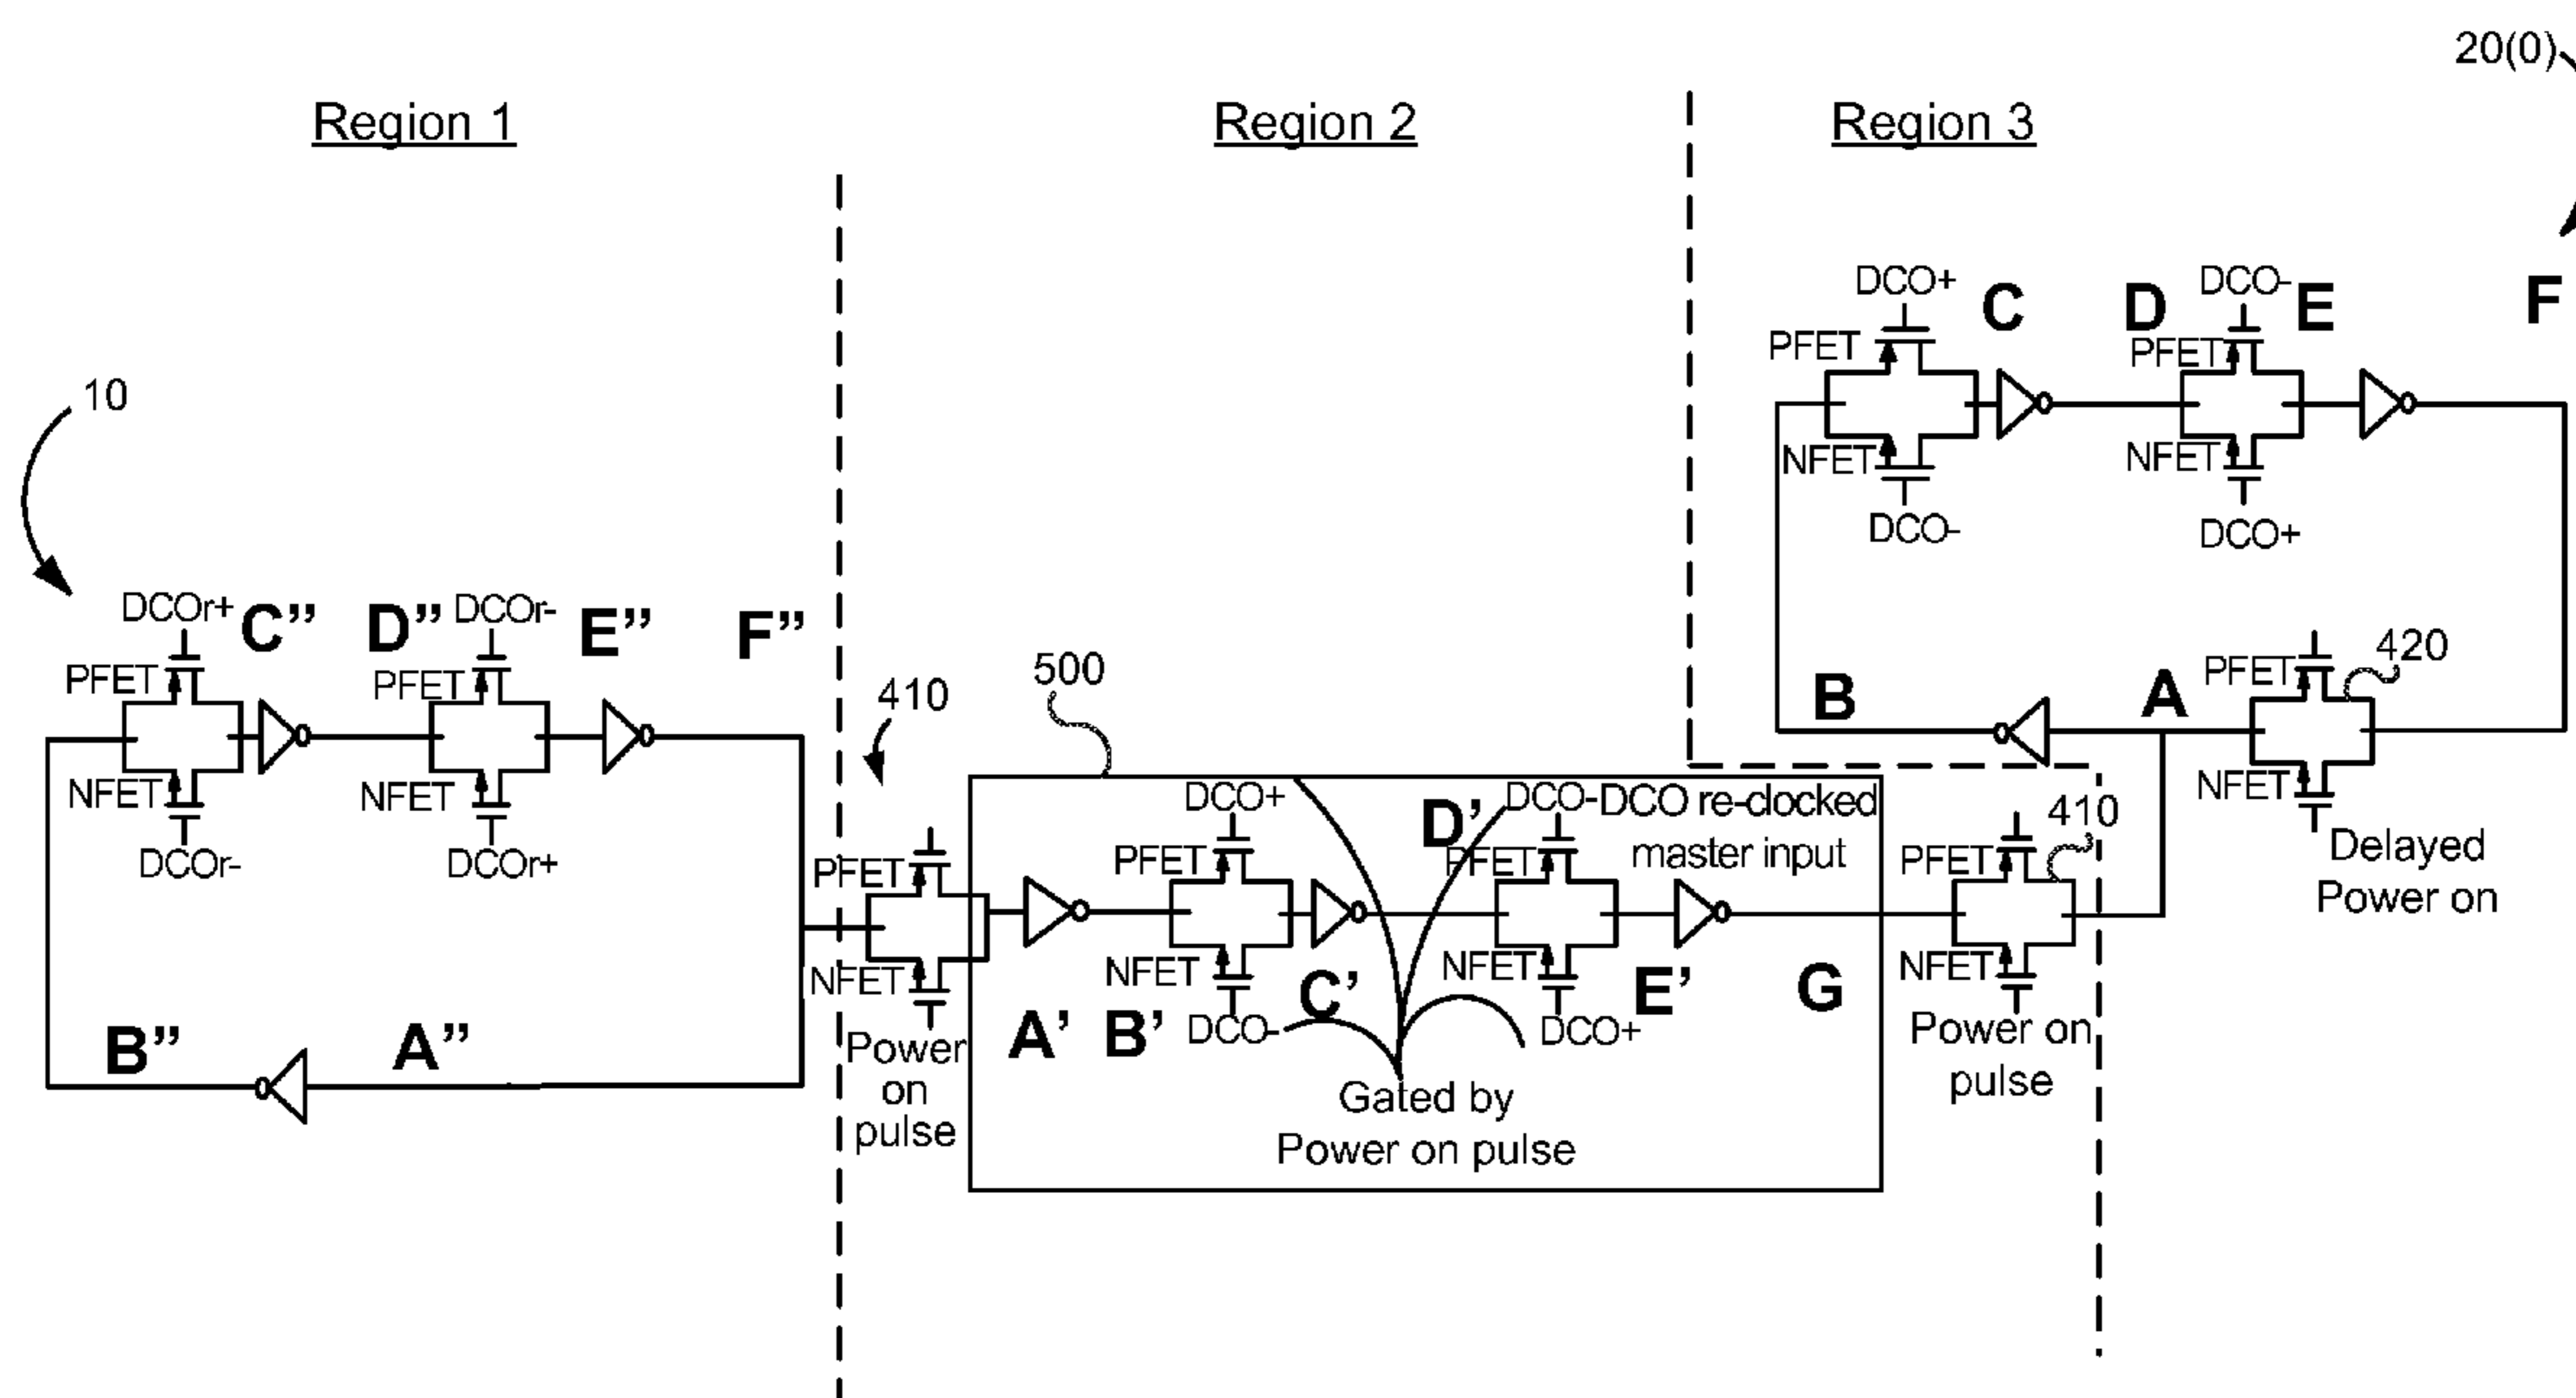 20(0)
Region 1
Region 2
Region 3
10
DCOr+
C”
D”
DCOr-
E”
F”
PFET
PFET
NFET
NFET
DCOr-
DCOr+
B”
A”
410
PFET
NFET
Power
on
pulse
500
DCO+
PFET
NFET
DCO-
A’
B’
C’
D’
DCO-
DCO re-clocked
master input
PFET
NFET
DCO+
E’
G
Gated by
Power on pulse
410
PFET
NFET
Power on
pulse
DCO+
C
D
DCO-
E
F
PFET
PFET
NFET
NFET
DCO-
DCO+
B
A
420
PFET
NFET
Delayed
Power on